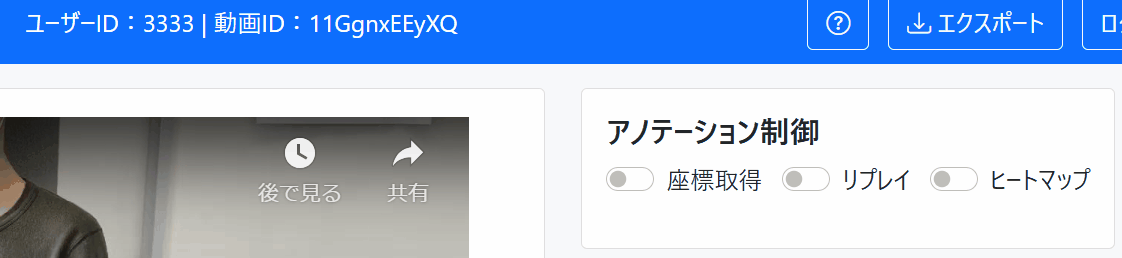 ユーザーID：3333 | 動画ID：11GgnxEEyXQ
エクスポート
アノテーション制御
後で見る
共有
座標取得
リプレイ
ヒートマップ